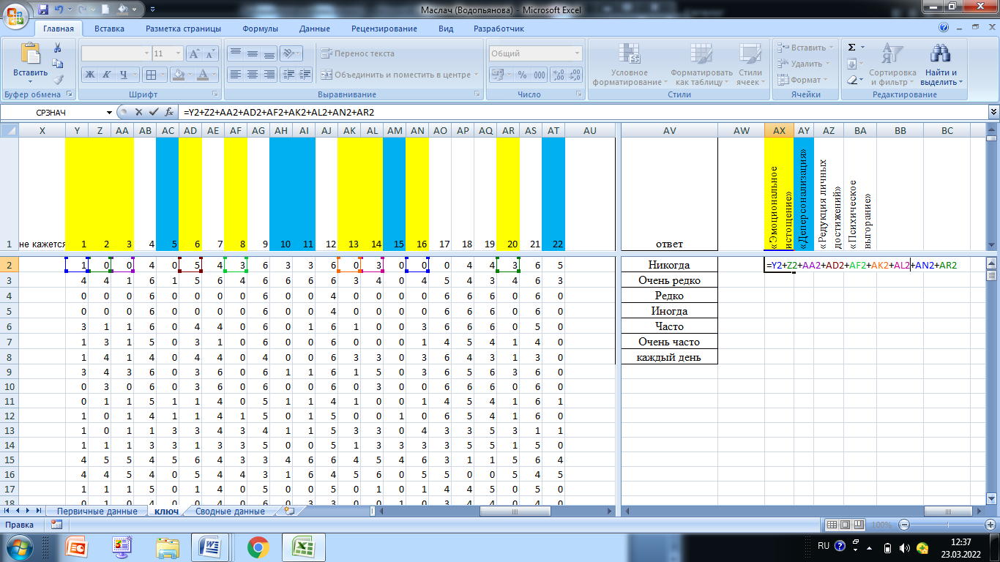 Маслач (Водопьянова) - Microsoft Excel
Главная Вставка Разметка страницы Формулы Данные Рецензирование Вид Разработчик
11 Перенос текста Общий Вставить Σ
Вставить Ж К Ч Объединить и поместить в центре % 000 Условное форматирование Форматировать как таблицу Стили ячеек Удалить Формат Сортировка и фильтр Найти и выделить
Буфер обмена Шрифт Выравнивание Число Стили Ячейки Редактирование
СРЗНАЧ fx =Y2+Z2+AA2+AD2+AF2+AK2+AL2+AN2+AR2
X Y Z AA AB AC AD AE AF AG AH AI AJ AK AL AM AN AO AP AQ AR AS AT AU AV AW AX AY AZ BA BB BC
1 не кажется 1 2 3 4 5 6 7 8 9 10 11 12 13 14 15 16 17 18 19 20 21 22 ответ «Эмоциональное истощение» «Деперсонализация» «Редукция личных достижений» «Психическое выгорание»
2 1 0 0 4 0 5 4 3 6 3 3 6 0 3 0 0 0 4 4 3 6 5 Никогда =Y2+Z2+AA2+AD2+AF2+AK2+AL2+AN2+AR2
3 4 4 1 6 1 5 6 4 6 6 6 6 3 4 0 4 5 4 3 4 6 3 Очень редко
4 0 0 0 6 0 0 6 0 6 0 0 4 0 0 0 0 6 6 6 0 6 0 Редко
5 0 0 0 6 0 0 6 0 6 0 0 4 0 0 0 0 6 6 6 0 6 0 Иногда
6 3 1 1 6 0 4 4 0 6 0 1 6 1 0 0 3 6 6 6 0 5 0 Часто
7 1 3 1 5 0 3 1 0 6 0 0 6 0 0 0 1 4 5 4 1 4 0 Очень часто
8 1 4 1 4 0 4 4 0 4 0 0 6 3 3 0 3 6 4 3 1 3 0 каждый день
9 3 4 3 6 0 3 6 0 6 1 1 6 1 5 0 3 6 5 6 3 6 0
10 0 3 0 6 0 3 6 0 6 0 0 6 0 3 0 0 6 6 6 0 6 0
11 0 1 1 5 1 1 4 0 5 1 1 4 1 0 0 1 4 5 4 1 6 1
12 1 0 1 4 1 1 4 1 5 0 1 5 0 0 1 0 6 5 4 1 6 0
13 1 0 1 1 3 3 4 3 4 1 1 5 3 3 0 4 3 3 5 3 1 1
14 1 1 1 3 3 1 3 3 5 0 0 5 1 3 3 3 3 5 5 1 5 0
15 4 5 5 4 5 6 4 3 3 4 6 6 4 5 4 6 3 1 1 5 6 4
16 4 4 5 4 0 5 4 4 3 1 6 4 5 6 0 5 5 0 0 5 4 5
17 1 1 1 5 0 1 4 0 5 0 0 5 0 1 0 1 4 4 5 0 5 0
18 0 1 0 4 0 0 4 0 6 0 3 3 0 0 1 0 3 4 4 0 4 0
Первичные данные ключ Сводные данные
Правка 100%
RU 12:37
23.03.2022